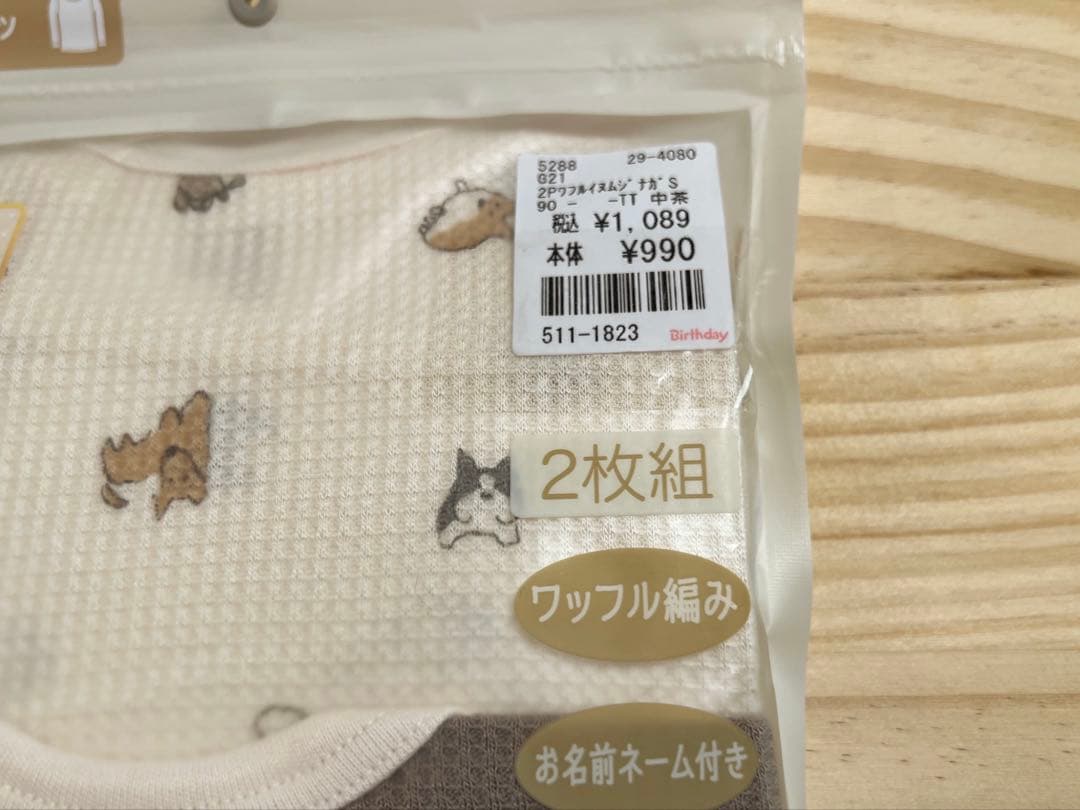 ツ
5288 29-4080
G21
2PワフルイヌムジナガS
90 - -TT 中茶
税込 ¥1,089
本体 ¥990
511-1823 Birthday
2枚組
ワッフル編み
お名前ネーム付き